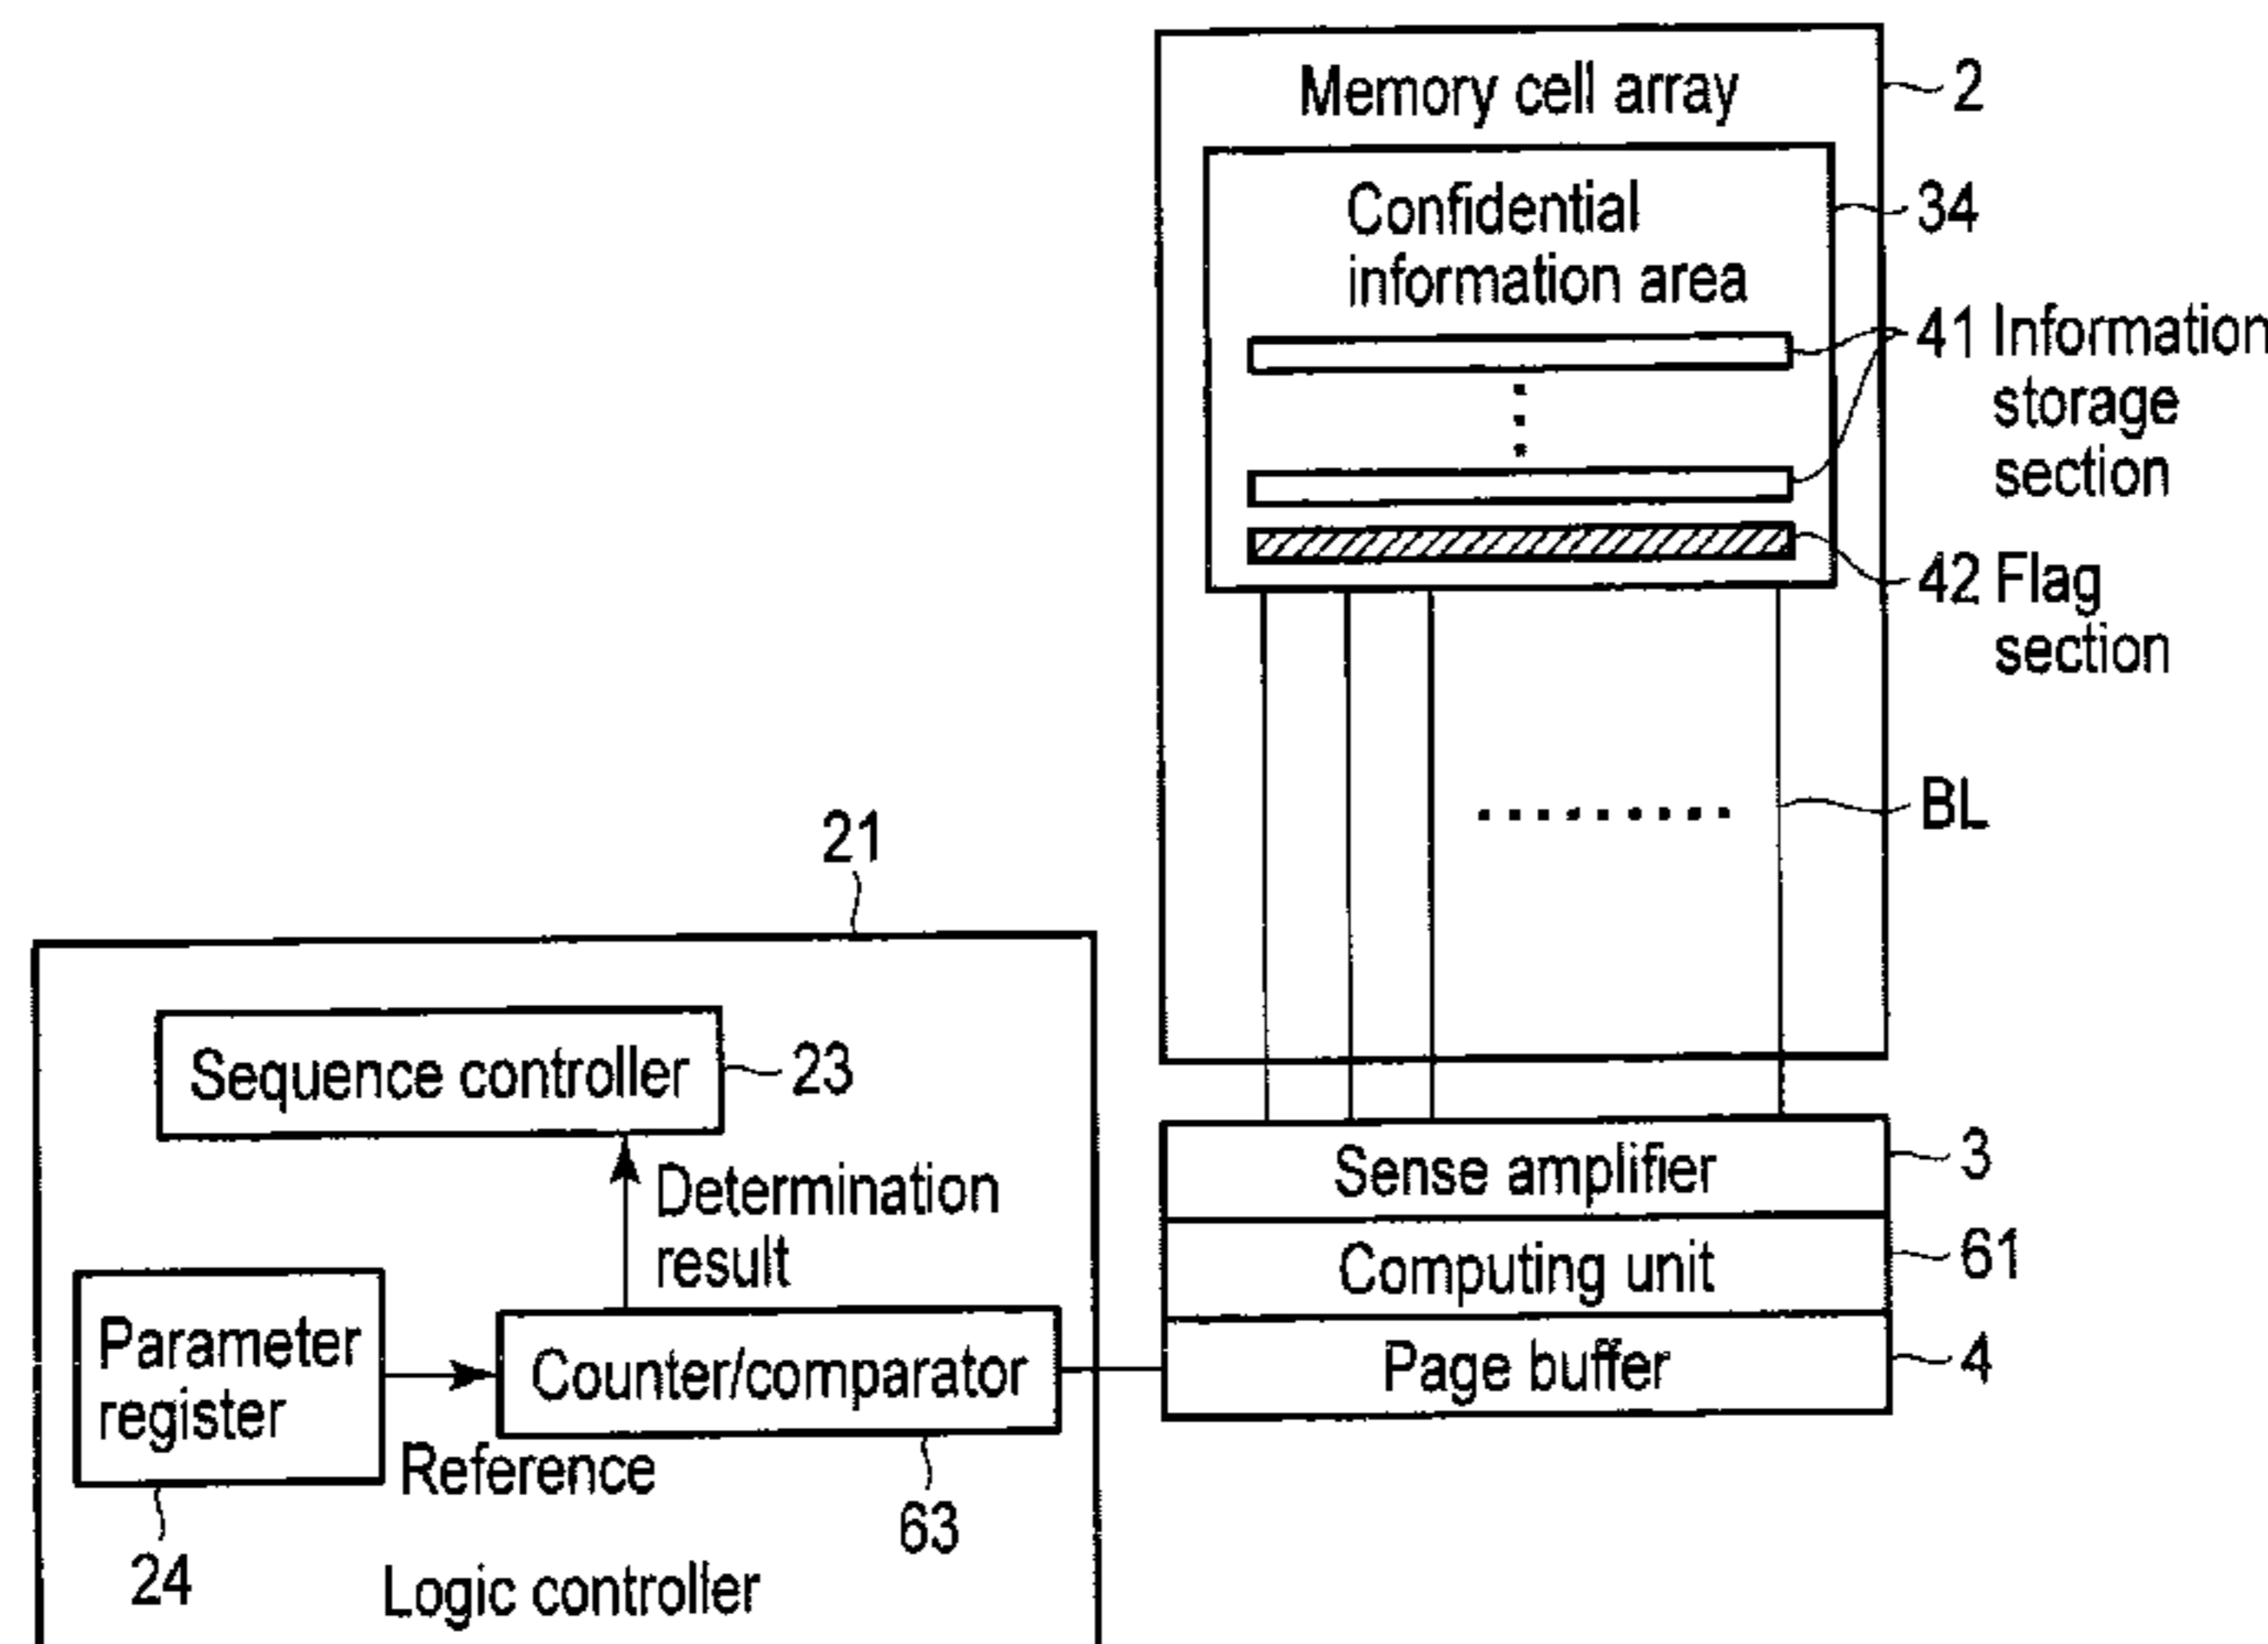 Memory cell array
2
Confidential
information area
34
41 Information
storage
section
42 Flag
section
BL
21
Sequence controller
23
Determination
result
Parameter
register
Counter/comparator
Reference
24
63
Logic controller
Sense amplifier
3
Computing unit
61
Page buffer
4